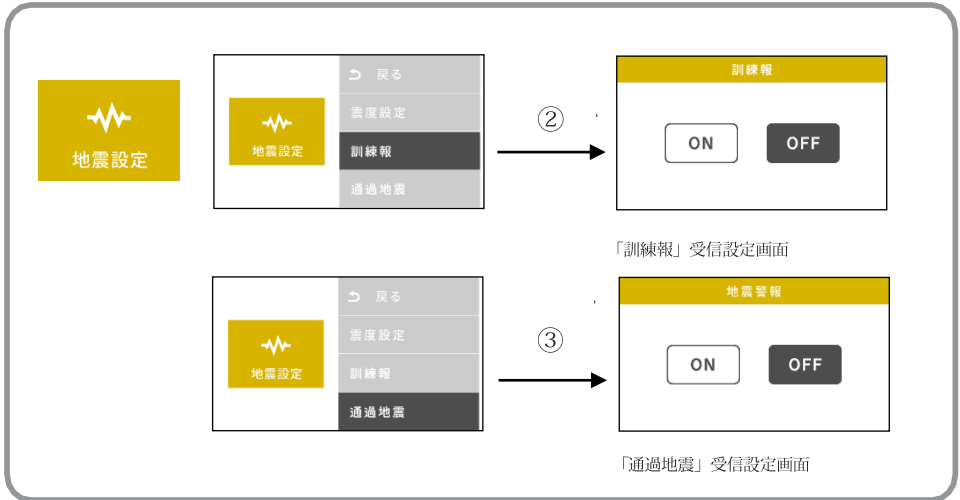 地震設定
地震設定
戻る
震度設定
訓練報
通過地震
②
訓練報
ON
OFF
「訓練報」受信設定画面
地震設定
戻る
震度設定
訓練報
通過地震
③
地震警報
ON
OFF
「通過地震」受信設定画面